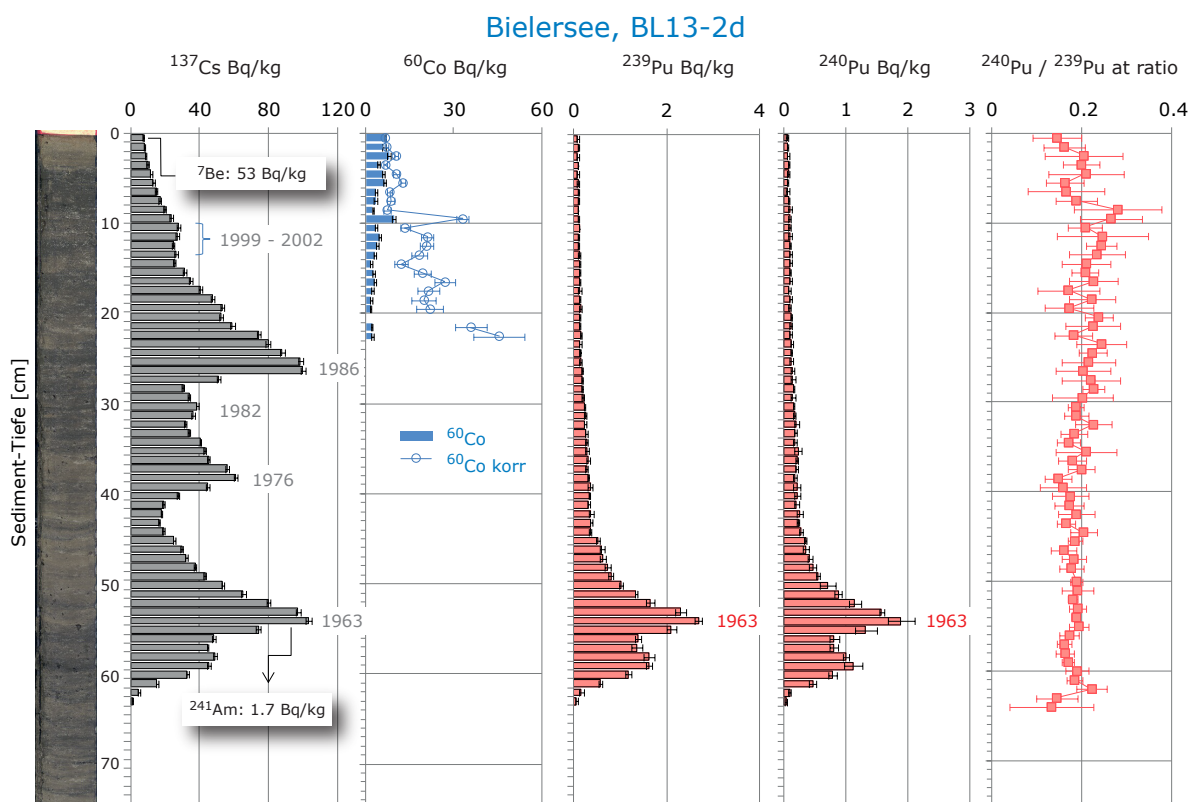 Bielersee, BL13-2d
¹³⁷Cs Bq/kg
⁶⁰Co Bq/kg
²³⁹Pu Bq/kg
²⁴⁰Pu Bq/kg
²⁴⁰Pu / ²³⁹Pu at ratio
0 40 80 120
0 30 60
0 2 4
0 1 2 3
0 0.2 0.4
Sediment-Tiefe [cm]
0
10
20
30
40
50
60
70
⁷Be: 53 Bq/kg
1999 - 2002
1986
1982
1976
1963
²⁴¹Am: 1.7 Bq/kg
⁶⁰Co
⁶⁰Co korr
1963
1963